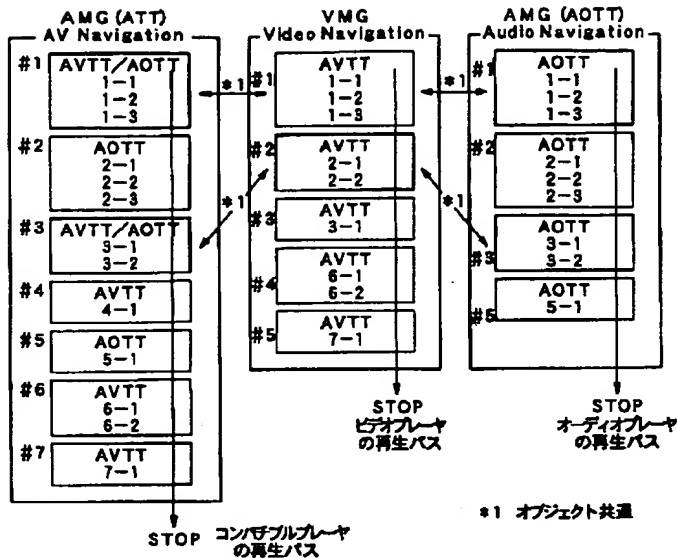 AMG (ATT)
AV Navigation
#1
AVTT/AOTT
1-1
1-2
1-3
#2
AOTT
2-1
2-2
2-3
#3
AVTT/AOTT
3-1
3-2
#4
AVTT
4-1
#5
AOTT
5-1
#6
AVTT
6-1
6-2
#7
AVTT
7-1
STOP コンパチブルプレーヤ
の再生パス
*1
*1
VMG
Video Navigation
#1
AVTT
1-1
1-2
1-3
#2
AVTT
2-1
2-2
#3
AVTT
3-1
#4
AVTT
6-1
6-2
#5
AVTT
7-1
STOP
ビデオプレーヤ
の再生パス
*1
*1
AMG (AOTT)
Audio Navigation
#1
AOTT
1-1
1-2
1-3
#2
AOTT
2-1
2-2
2-3
#3
AOTT
3-1
3-2
#5
AOTT
5-1
STOP
オーディオプレーヤ
の再生パス
*1 オブジェクト共通